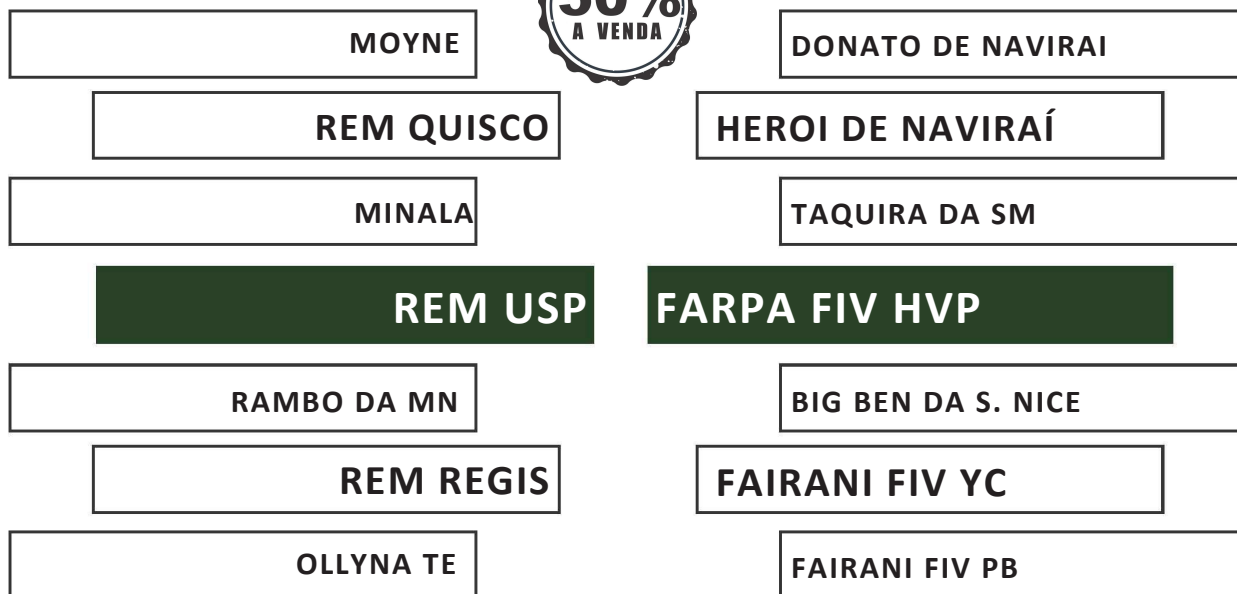 50%
A VENDA
MOYNE
DONATO DE NAVIRAI
REM QUISCO
HEROI DE NAVIRAÍ
MINALA
TAQUIRA DA SM
REM USP
FARPA FIV HVP
RAMBO DA MN
BIG BEN DA S. NICE
REM REGIS
FAIRANI FIV YC
OLLYNA TE
FAIRANI FIV PB